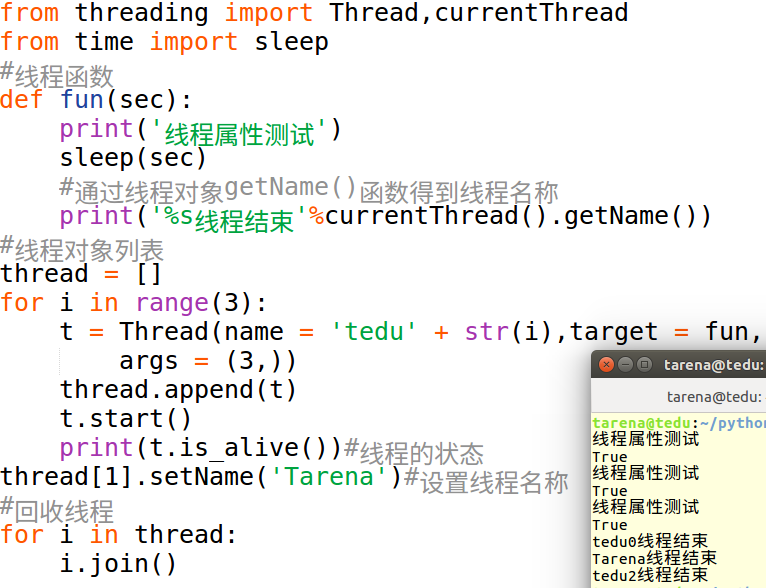 from threading import Thread,currentThread
from time import sleep
#线程函数
def fun(sec):
    print('线程属性测试')
    sleep(sec)
    #通过线程对象getName()函数得到线程名称
    print('%s线程结束'%currentThread().getName())
#线程对象列表
thread = []
for i in range(3):
    t = Thread(name = 'tedu' + str(i),target = fun,
        args = (3,))
    thread.append(t)
    t.start()
    print(t.is_alive())#线程的状态
thread[1].setName('Tarena')#设置线程名称
#回收线程
for i in thread:
    i.join()
tarena@tedu:
tarena@tedu:
tarena@tedu:~/python
线程属性测试
True
线程属性测试
True
线程属性测试
True
tedu0线程结束
Tarena线程结束
tedu2线程结束